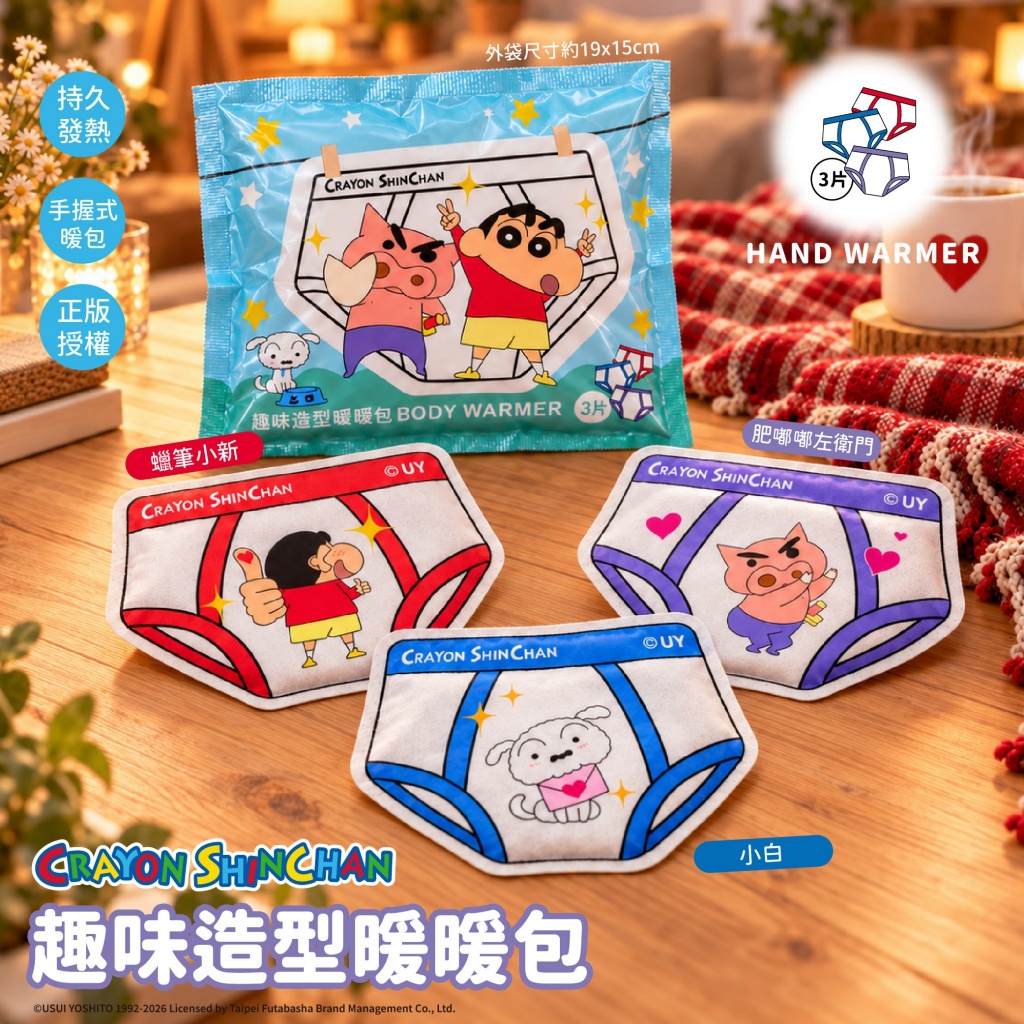 外袋尺寸約19x15cm
持久
發熱
手握式
暖包
正版
授權
CRAYON SHINCHAN
趣味造型暖暖包 BODY WARMER 3片
3片
HAND WARMER
蠟筆小新
CRAYON SHINCHAN © UY
肥嘟嘟左衛門
CRAYON SHINCHAN © UY
CRAYON SHINCHAN © UY
小白
CRAYON SHINCHAN
趣味造型暖暖包
©USUI YOSHITO 1992-2026 Licensed by Taipei Futabasha Brand Management Co., Ltd.